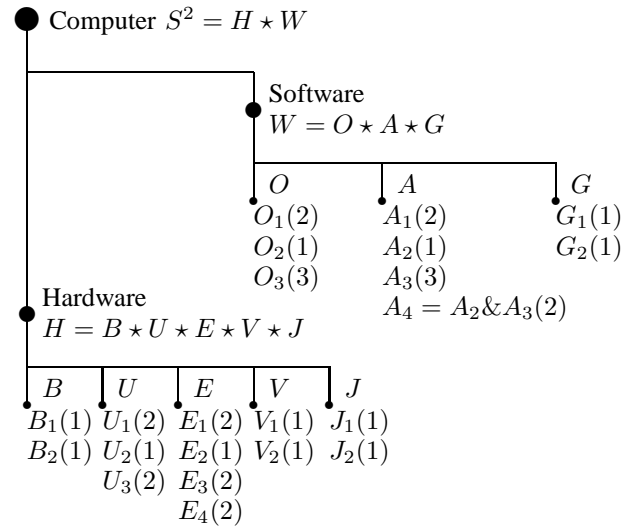 Computer S² = H ⋆ W
Software
W = O ⋆ A ⋆ G
O A G
O₁(2) A₁(2) G₁(1)
O₂(1) A₂(1) G₂(1)
O₃(3) A₃(3)
A₄ = A₂&A₃(2)
Hardware
H = B ⋆ U ⋆ E ⋆ V ⋆ J
B U E V J
B₁(1) U₁(2) E₁(2) V₁(1) J₁(1)
B₂(1) U₂(1) E₂(1) V₂(1) J₂(1)
U₃(2) E₃(2)
E₄(2)